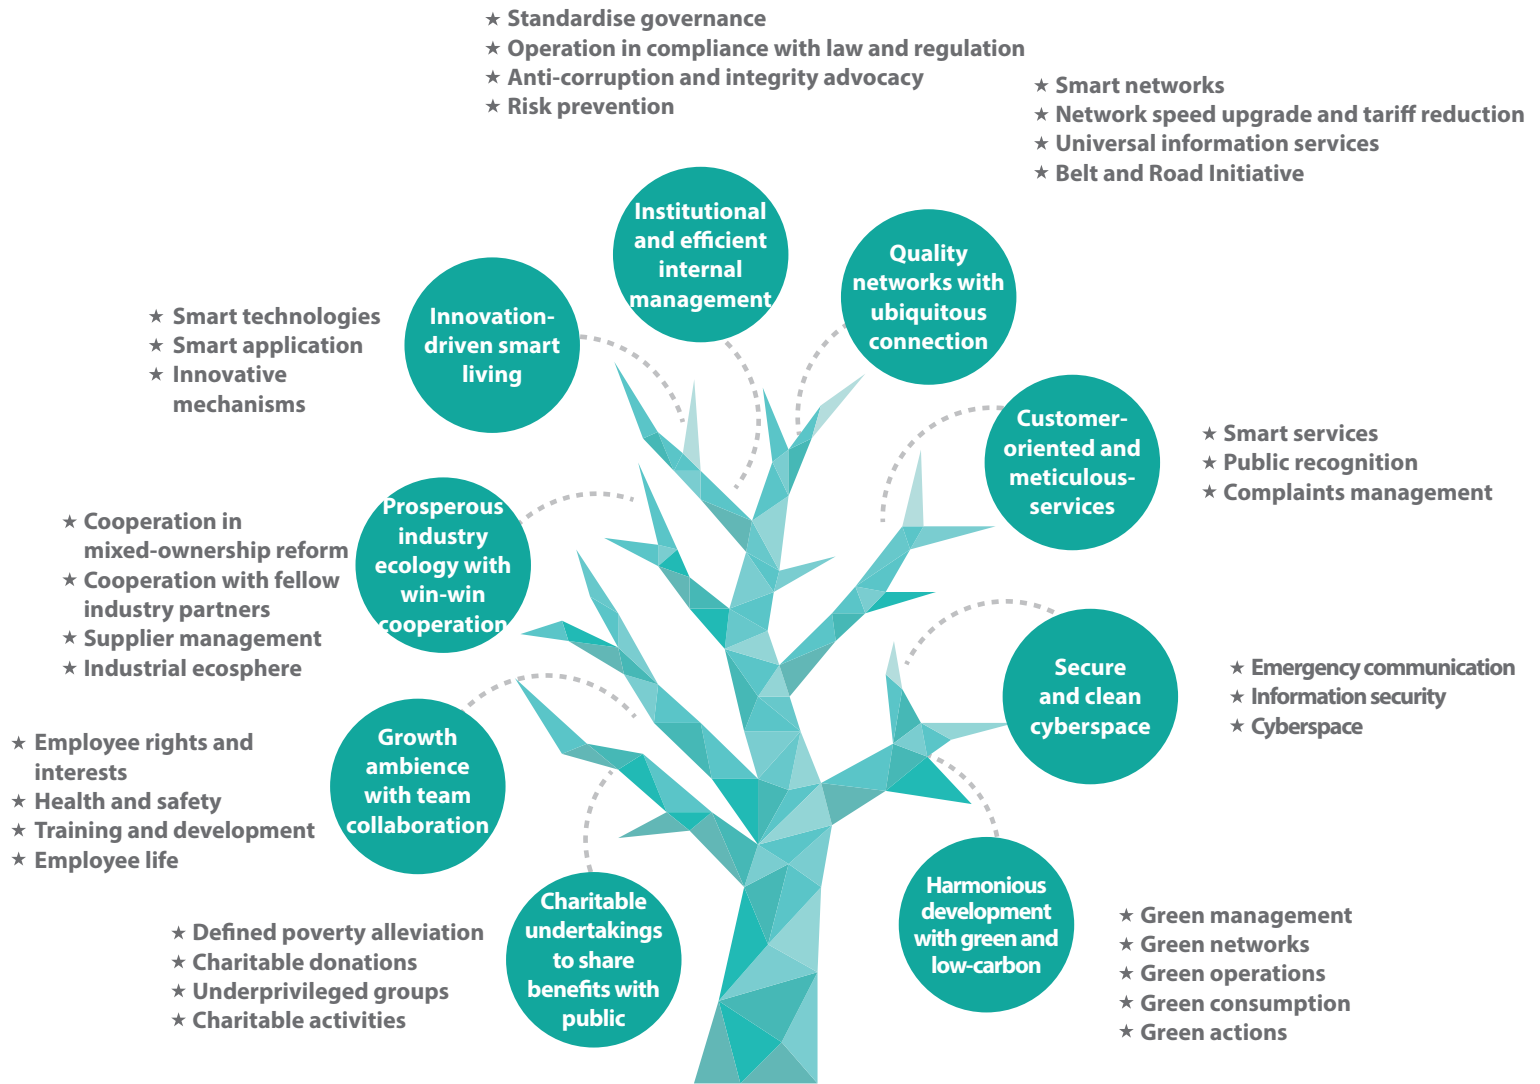 ★ Standardise governance
★ Operation in compliance with law and regulation
★ Anti-corruption and integrity advocacy
★ Risk prevention
★ Smart networks
★ Network speed upgrade and tariff reduction
★ Universal information services
★ Belt and Road Initiative
Institutional
and efficient
internal
management
Quality
networks with
ubiquitous
connection
Innovation-
driven smart
living
★ Smart technologies
★ Smart application
★ Innovative
mechanisms
Customer-
oriented and
meticulous-
services
★ Smart services
★ Public recognition
★ Complaints management
Prosperous
industry
ecology with
win-win
cooperation
★ Cooperation in
mixed-ownership reform
★ Cooperation with fellow
industry partners
★ Supplier management
★ Industrial ecosphere
Secure
and clean
cyberspace
★ Emergency communication
★ Information security
★ Cyberspace
Growth
ambience
with team
collaboration
★ Employee rights and
interests
★ Health and safety
★ Training and development
★ Employee life
Charitable
undertakings
to share
benefits with
public
★ Defined poverty alleviation
★ Charitable donations
★ Underprivileged groups
★ Charitable activities
Harmonious
development
with green and
low-carbon
★ Green management
★ Green networks
★ Green operations
★ Green consumption
★ Green actions